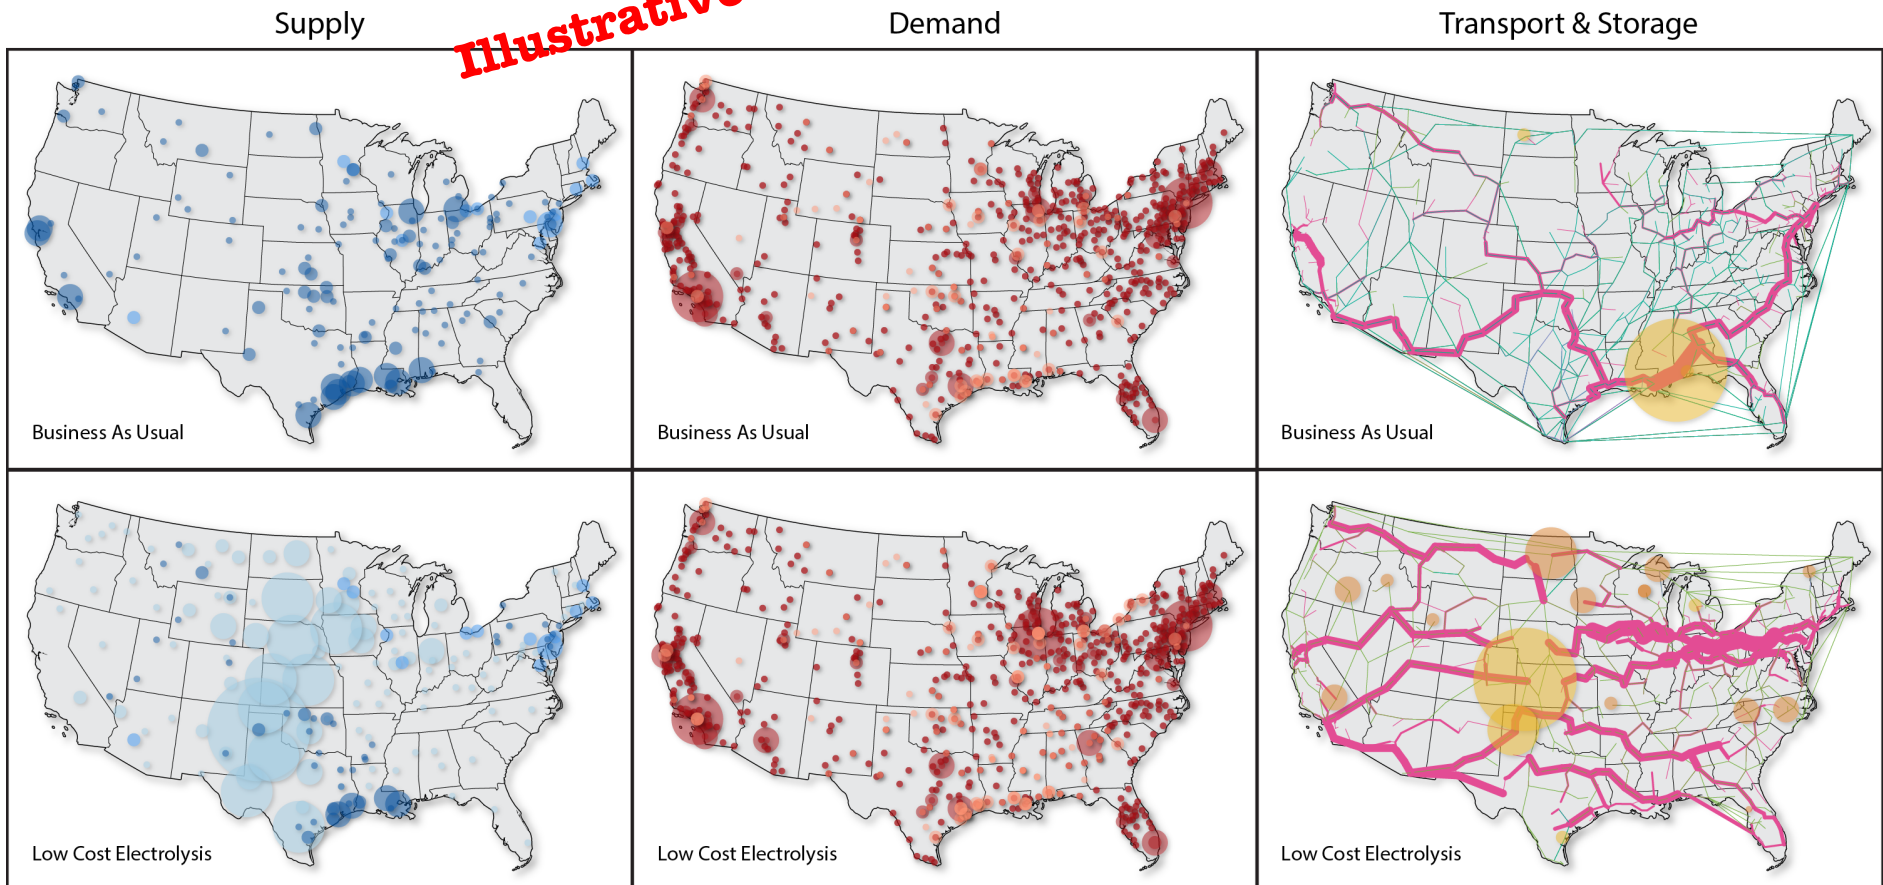 Supply
Illustrative
Demand
Transport & Storage
Business As Usual
Business As Usual
Business As Usual
Low Cost Electrolysis
Low Cost Electrolysis
Low Cost Electrolysis